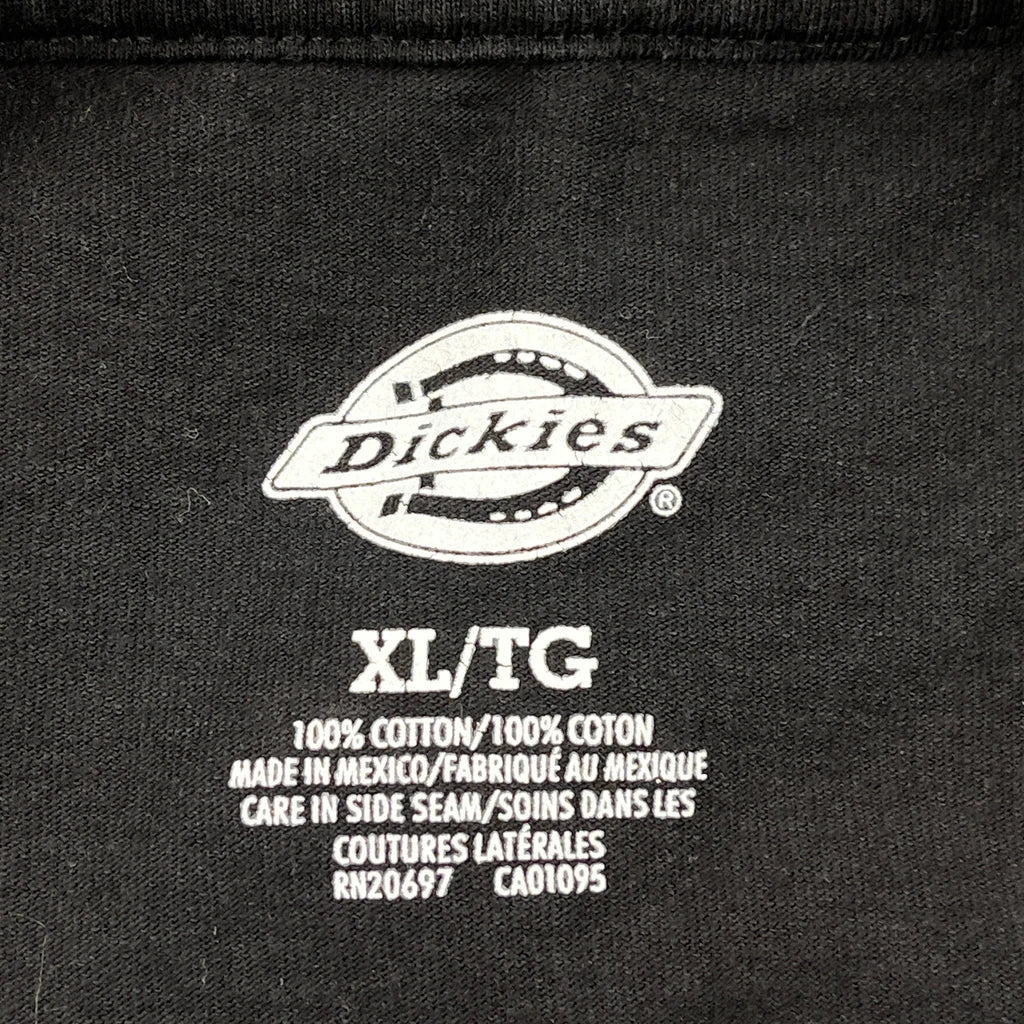 Dickies
®
XL/TG
100% COTTON/100% COTON
MADE IN MEXICO/FABRIQUÉ AU MEXIQUE
CARE IN SIDE SEAM/SOINS DANS LES
COUTURES LATÉRALES
RN20697 CA01095